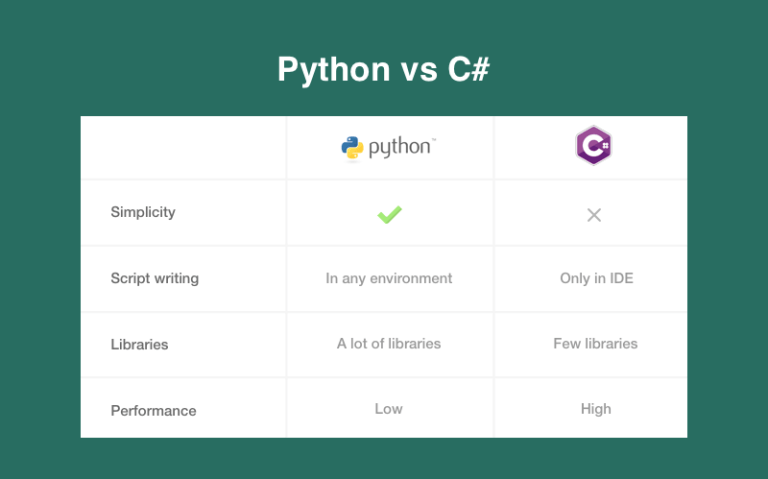 Python vs C#
python™
C#
Simplicity
Script writing
In any environment
Only in IDE
Libraries
A lot of libraries
Few libraries
Performance
Low
High